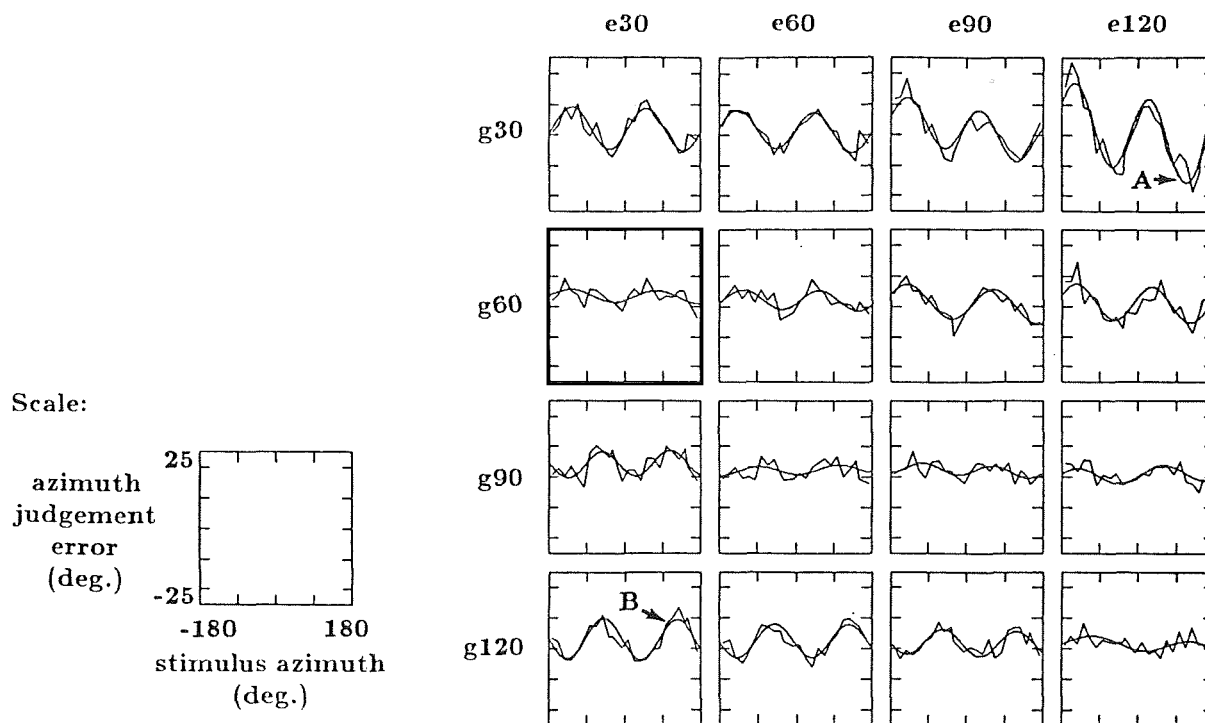 e30 e60 e90 e120
g30
A
g60
g90
B
g120
Scale:
25
azimuth
judgement
error
(deg.)
-25
-180 180
stimulus azimuth
(deg.)